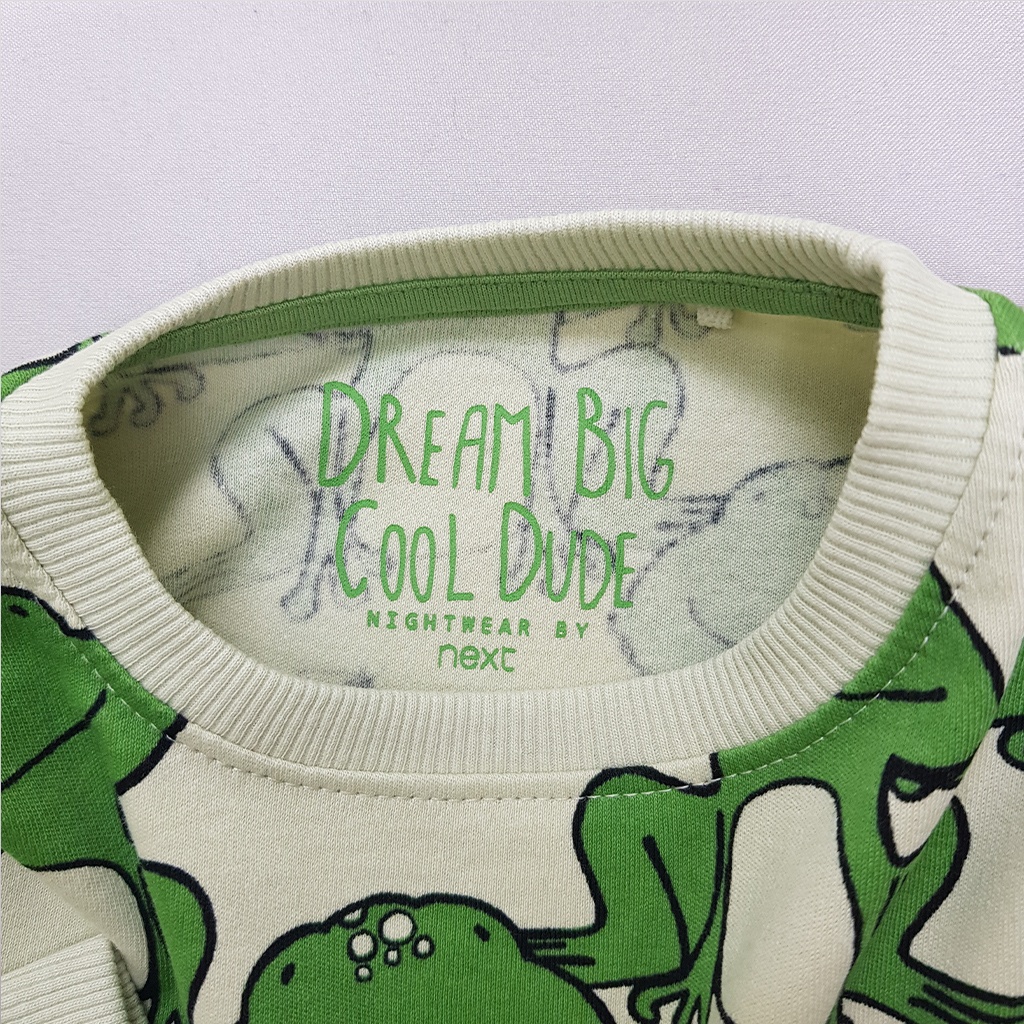 DREAM BIG
COOL DUDE
NIGHTWEAR BY
next